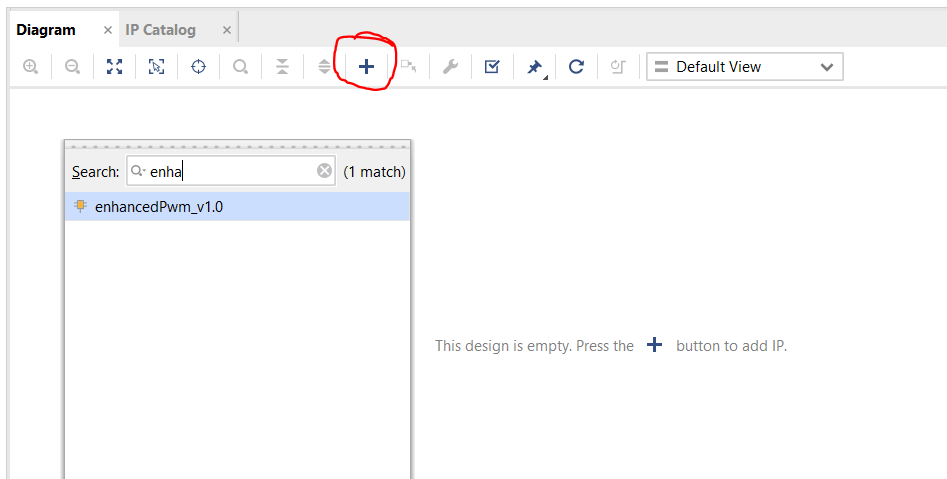 Diagram × IP Catalog ×
Default View
Search: enha (1 match)
enhancedPwm_v1.0
This design is empty. Press the + button to add IP.